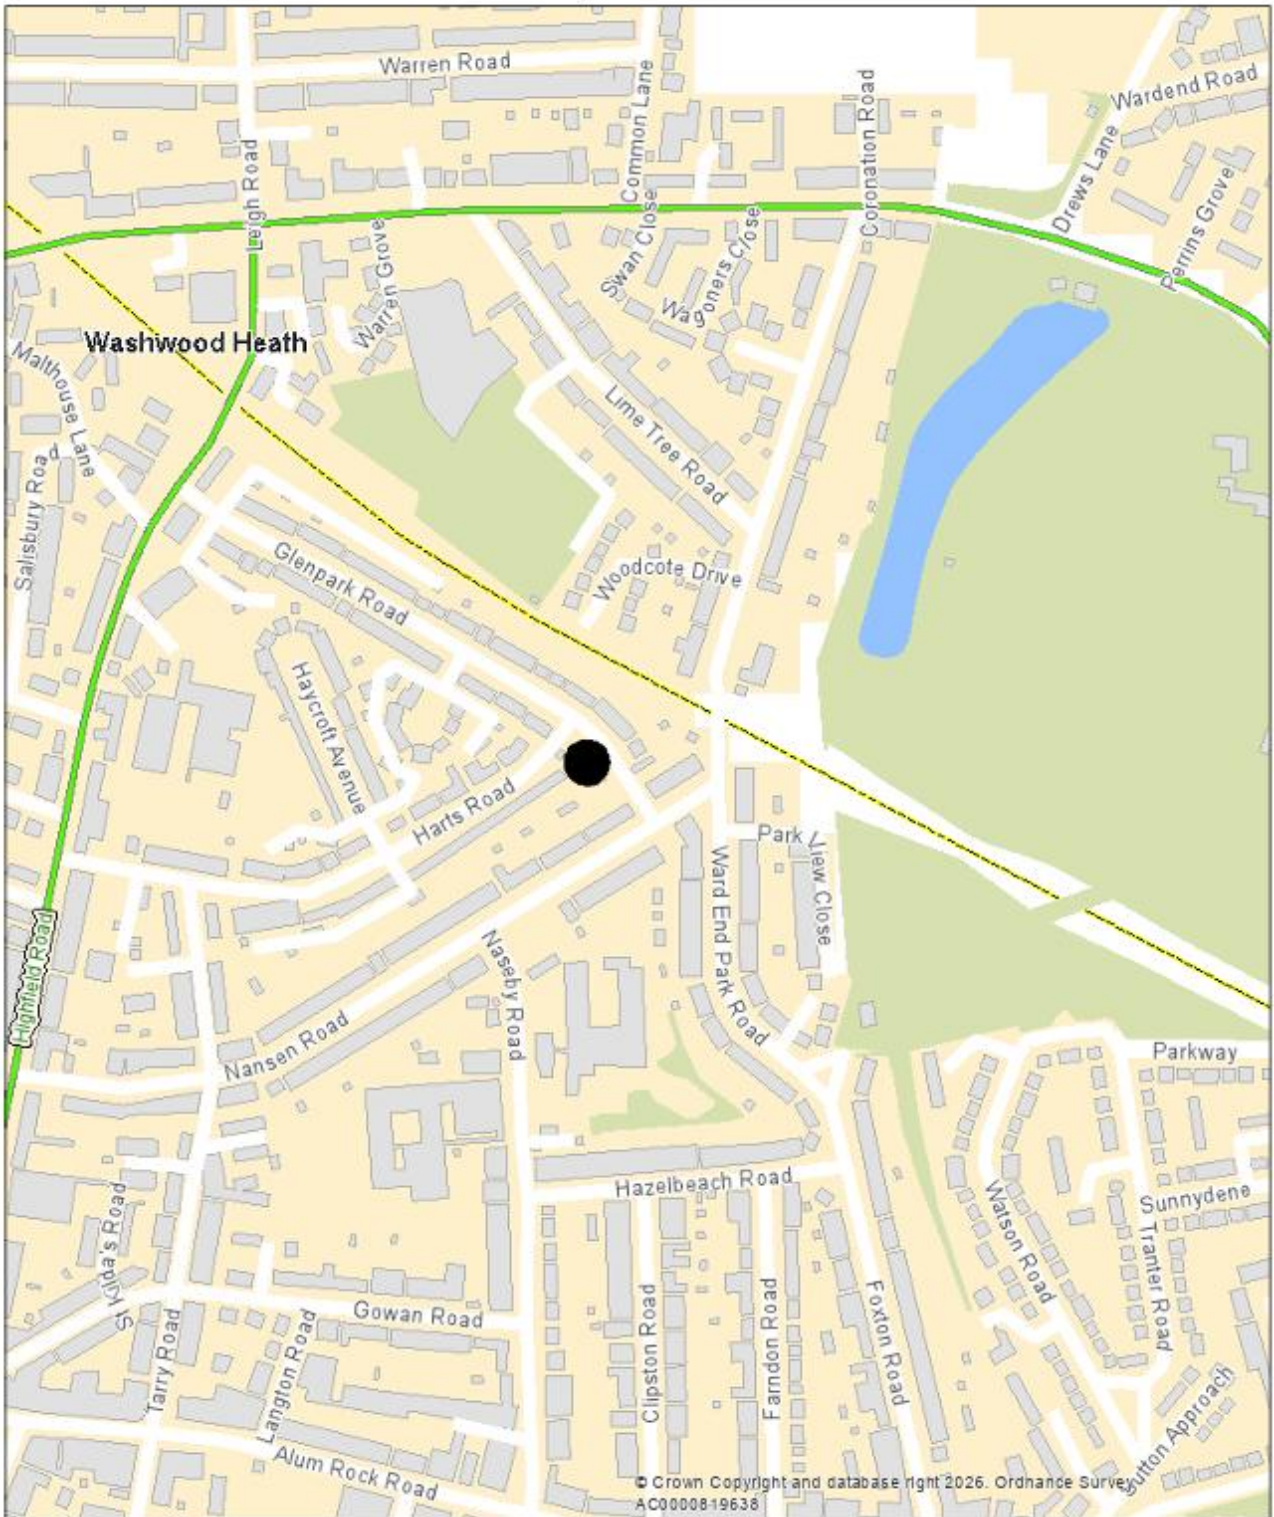 Warren Road
Common Lane
Coronation Road
Wardend Road
Drews Lane
Perrins Grove
Leigh Road
Warren Grove
Swan Close
Wagoners Close
Washwood Heath
Malthouse Lane
Lime Tree Road
Salisbury Road
Glenpark Road
Woodcote Drive
Haycroft Avenue
Harts Road
Park View Close
Ward End Park Road
Highfield Road
Naseby Road
Nansen Road
Parkway
Hazelbeach Road
Watson Road
Sunnydene
Tranter Road
St Kilda's Road
Gowan Road
Tarry Road
Langton Road
Clipston Road
Farndon Road
Foxton Road
Sutton Approach
Alum Rock Road
© Crown Copyright and database right 2026. Ordnance Survey
AC0000819638